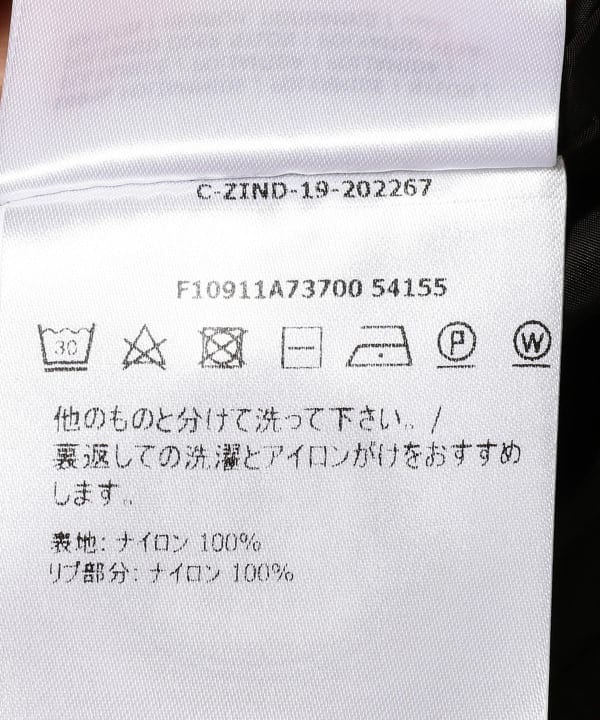 C-ZIND-19-202267
F10911A73700 54155
30 P W
他のものと分けて洗って下さい。/
裏返しての洗濯とアイロンがけをおすすめ
します。
表地: ナイロン 100%
リブ部分: ナイロン 100%